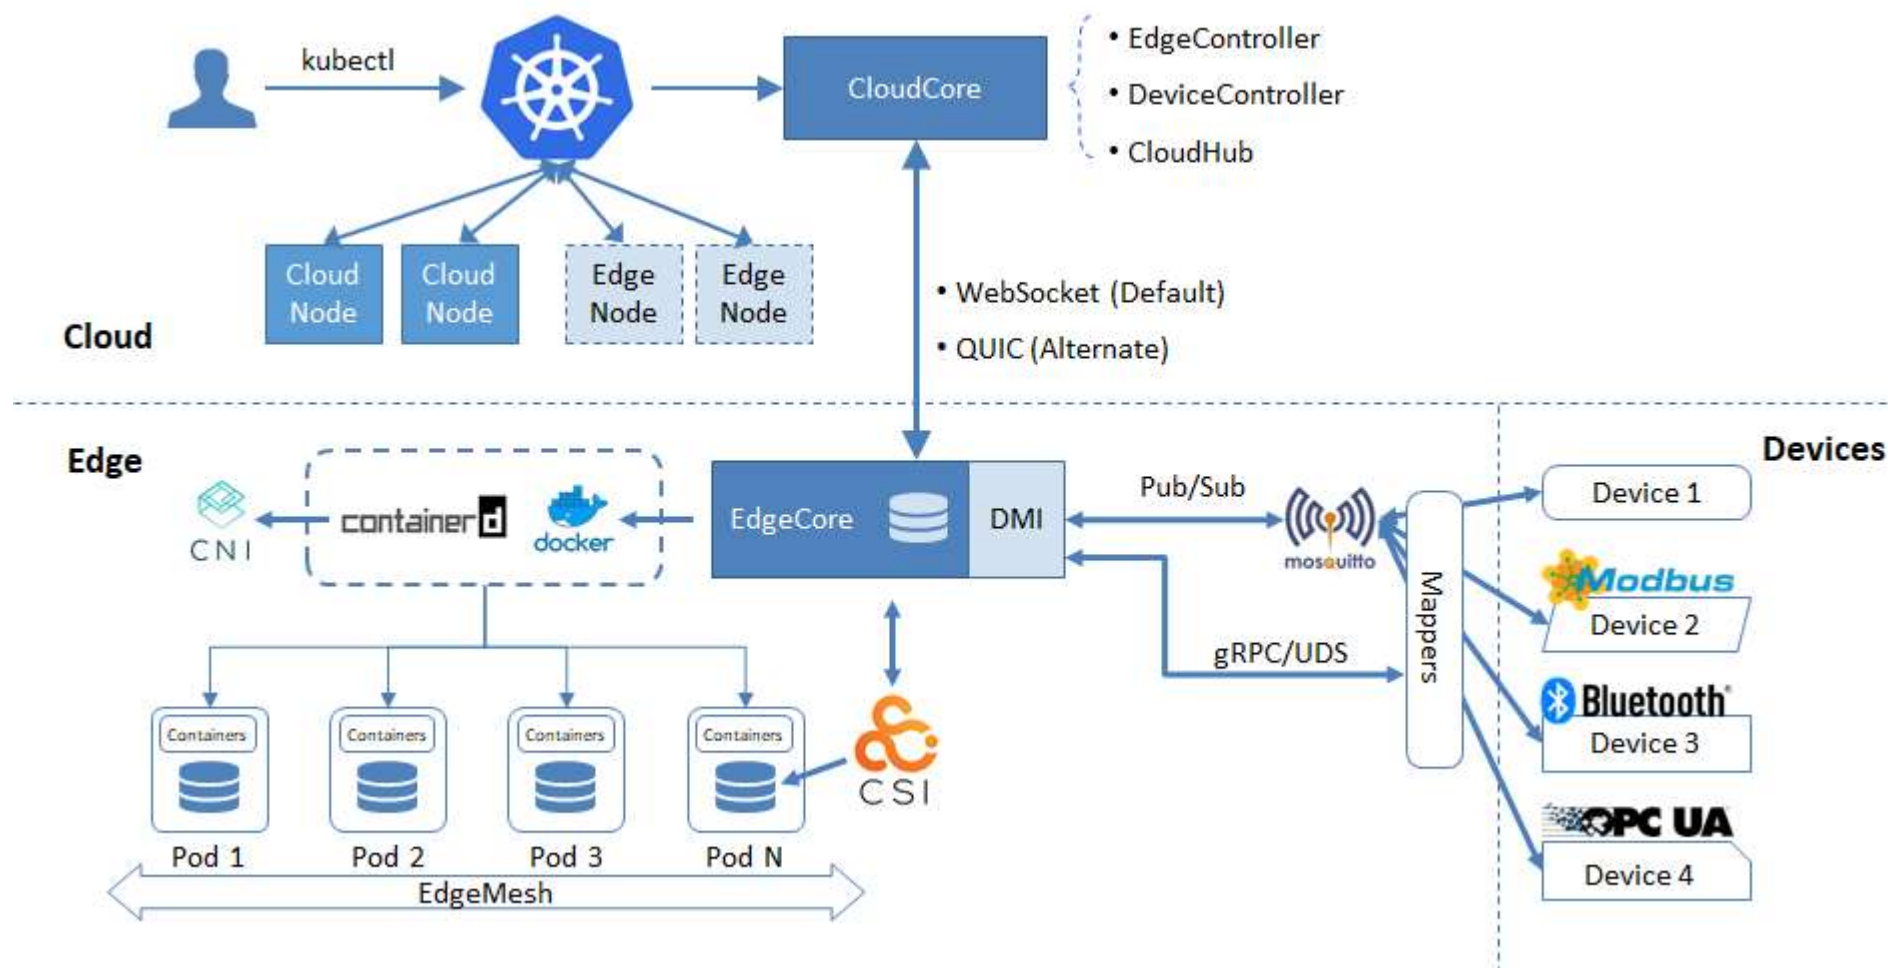 kubectl
CloudCore
• EdgeController
• DeviceController
• CloudHub
Cloud
Node
Cloud
Node
Edge
Node
Edge
Node
• WebSocket (Default)
• QUIC (Alternate)
Cloud
Edge
Devices
CNI
containerd
docker
EdgeCore
DMI
Pub/Sub
mosquitto
gRPC/UDS
Mappers
Device 1
Modbus
Device 2
Bluetooth®
Device 3
OPC UA
Device 4
Containers
Containers
Containers
Containers
CSI
Pod 1
Pod 2
Pod 3
Pod N
EdgeMesh